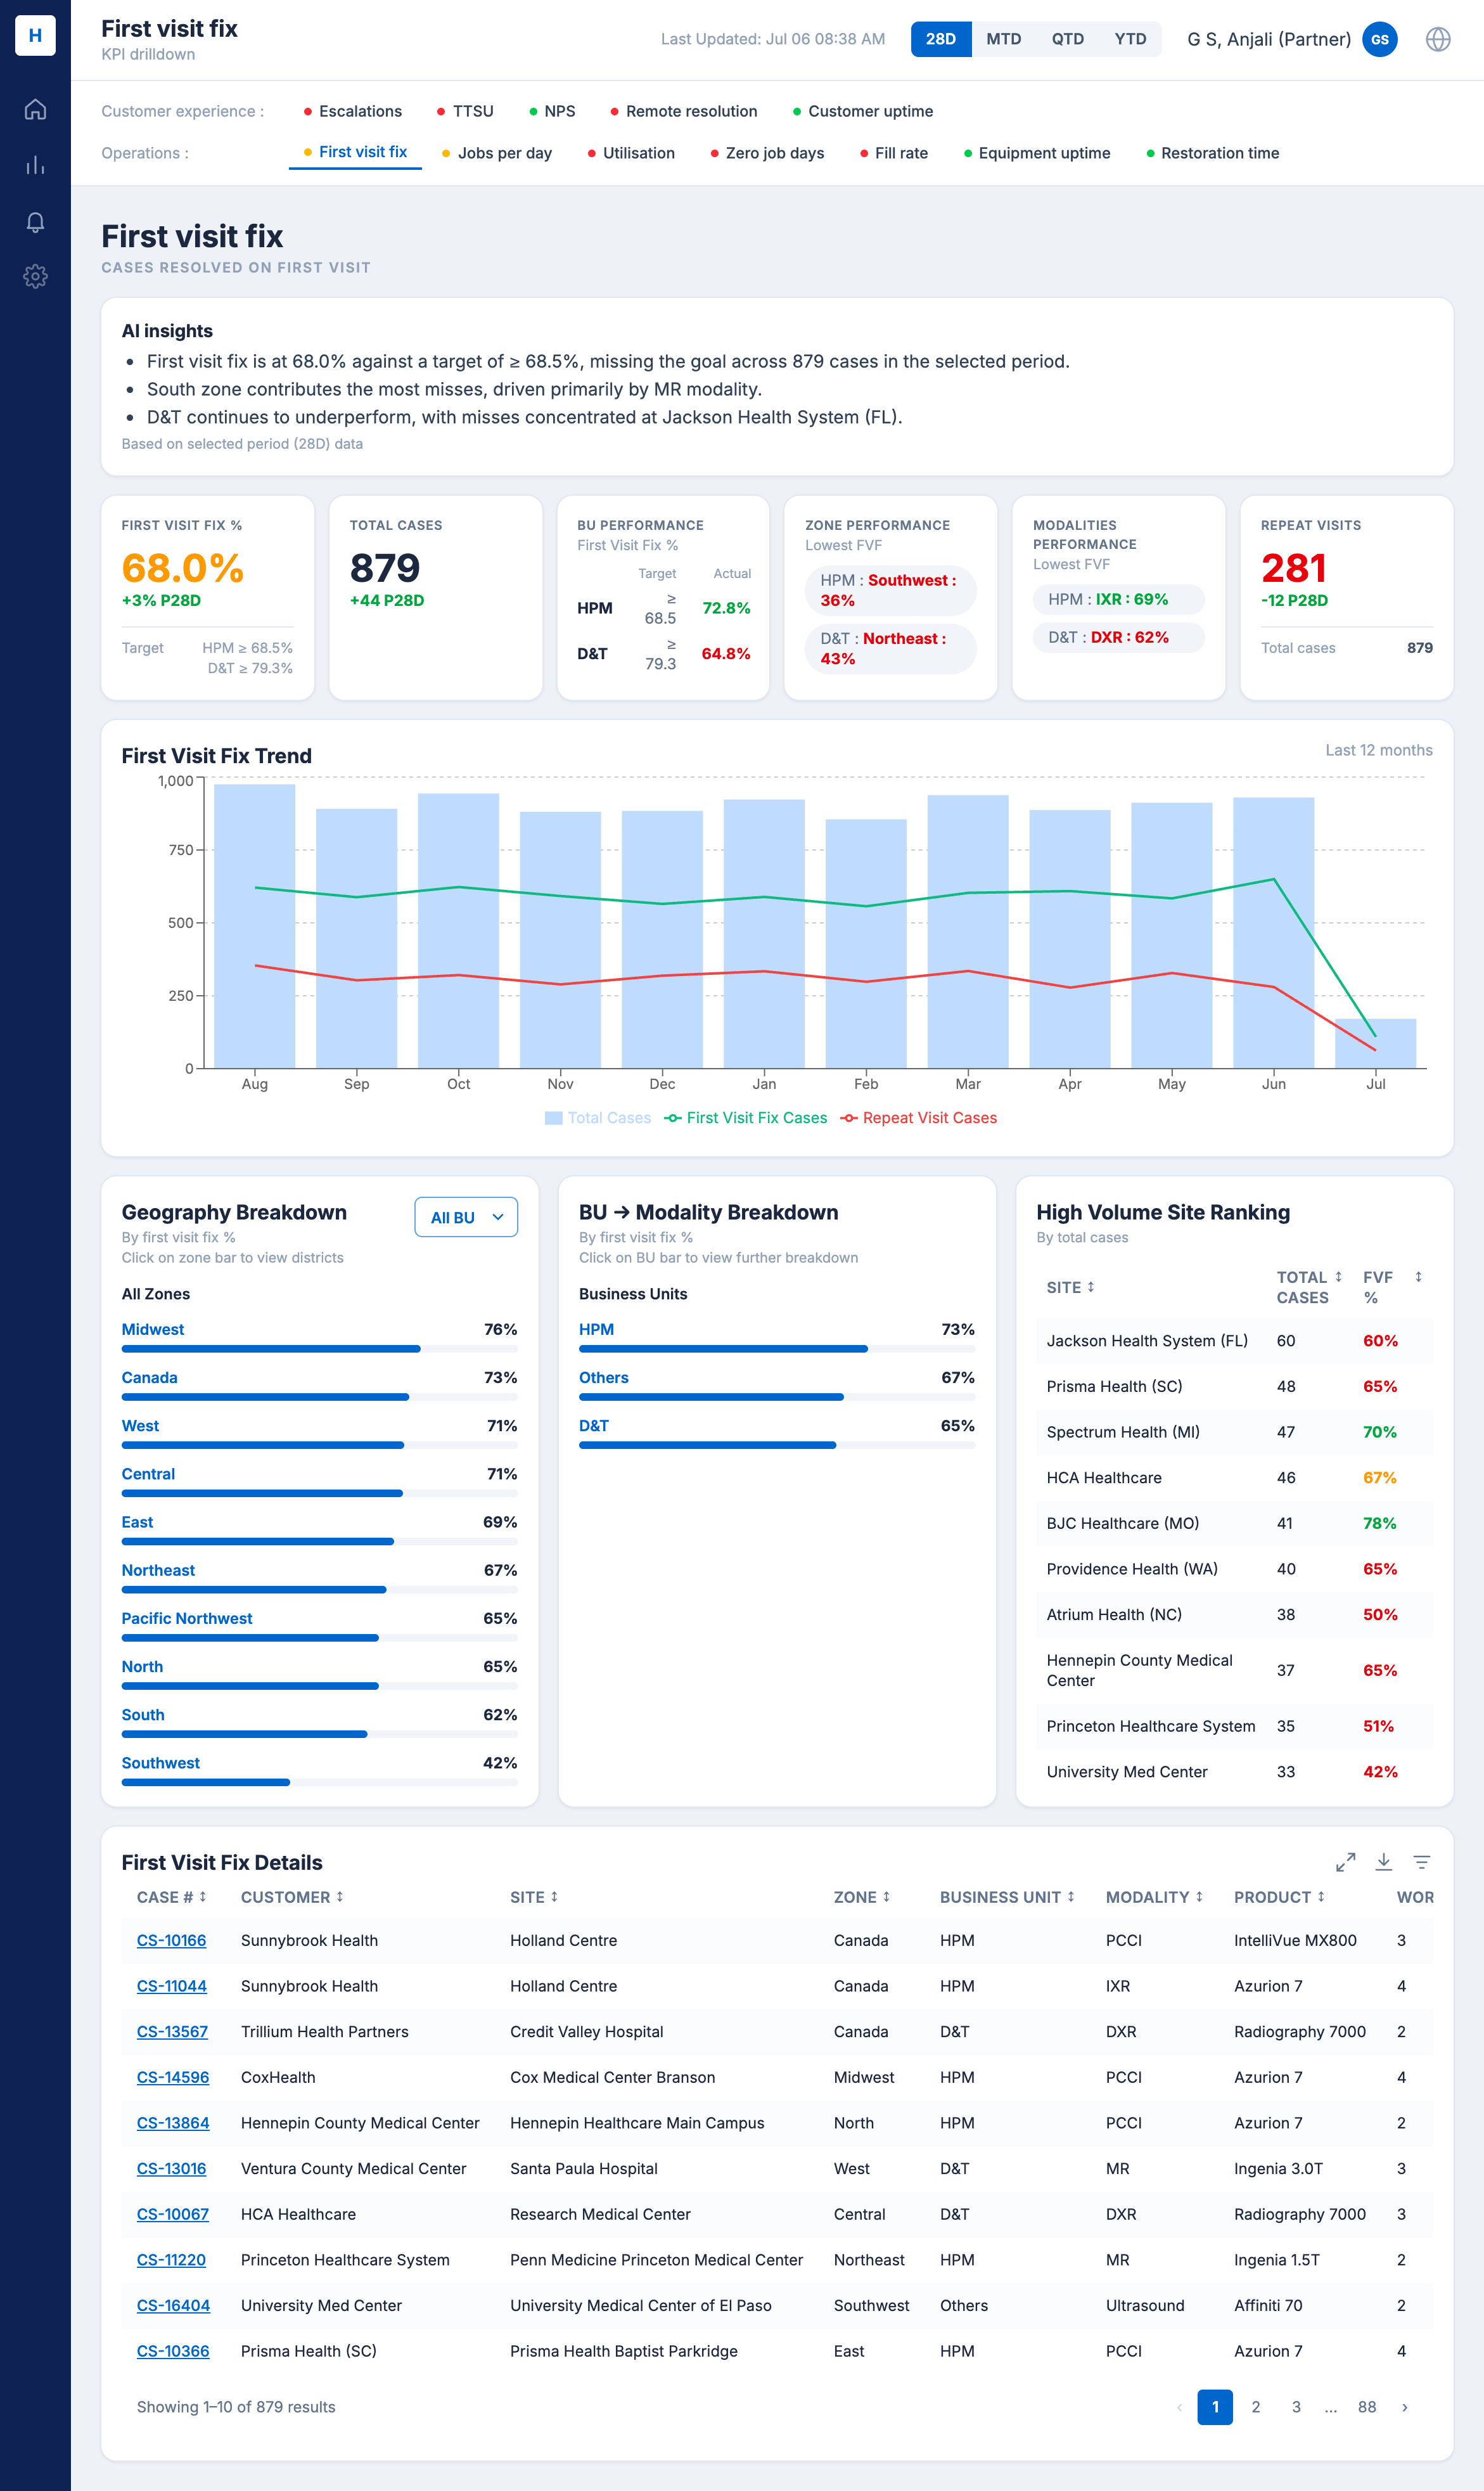 H
First visit fix
KPI drilldown
Last Updated: Jul 06 08:38 AM
28D MTD QTD YTD
G S, Anjali (Partner) GS
Customer experience : Escalations TTSU NPS Remote resolution Customer uptime
Operations : First visit fix Jobs per day Utilisation Zero job days Fill rate Equipment uptime Restoration time
First visit fix
CASES RESOLVED ON FIRST VISIT
AI insights
• First visit fix is at 68.0% against a target of ≥ 68.5%, missing the goal across 879 cases in the selected period.
• South zone contributes the most misses, driven primarily by MR modality.
• D&T continues to underperform, with misses concentrated at Jackson Health System (FL).
Based on selected period (28D) data
FIRST VISIT FIX %
68.0%
+3% P28D
Target HPM ≥ 68.5%
D&T ≥ 79.3%
TOTAL CASES
879
+44 P28D
BU PERFORMANCE
First Visit Fix %
Target Actual
HPM ≥ 68.5 72.8%
D&T ≥ 79.3 64.8%
ZONE PERFORMANCE
Lowest FVF
HPM : Southwest :
36%
D&T : Northeast :
43%
MODALITIES
PERFORMANCE
Lowest FVF
HPM : IXR : 69%
D&T : DXR : 62%
REPEAT VISITS
281
-12 P28D
Total cases 879
First Visit Fix Trend
Last 12 months
1,000
750
500
250
0
Aug Sep Oct Nov Dec Jan Feb Mar Apr May Jun Jul
Total Cases First Visit Fix Cases Repeat Visit Cases
Geography Breakdown
All BU
By first visit fix %
Click on zone bar to view districts
All Zones
Midwest 76%
Canada 73%
West 71%
Central 71%
East 69%
Northeast 67%
Pacific Northwest 65%
North 65%
South 62%
Southwest 42%
BU → Modality Breakdown
By first visit fix %
Click on BU bar to view further breakdown
Business Units
HPM 73%
Others 67%
D&T 65%
High Volume Site Ranking
By total cases
SITE ↕ TOTAL CASES ↕ FVF % ↕
Jackson Health System (FL) 60 60%
Prisma Health (SC) 48 65%
Spectrum Health (MI) 47 70%
HCA Healthcare 46 67%
BJC Healthcare (MO) 41 78%
Providence Health (WA) 40 65%
Atrium Health (NC) 38 50%
Hennepin County Medical Center 37 65%
Princeton Healthcare System 35 51%
University Med Center 33 42%
First Visit Fix Details
CASE # ↕ CUSTOMER ↕ SITE ↕ ZONE ↕ BUSINESS UNIT ↕ MODALITY ↕ PRODUCT ↕ WOR
CS-10166 Sunnybrook Health Holland Centre Canada HPM PCCI IntelliVue MX800 3
CS-11044 Sunnybrook Health Holland Centre Canada HPM IXR Azurion 7 4
CS-13567 Trillium Health Partners Credit Valley Hospital Canada D&T DXR Radiography 7000 2
CS-14596 CoxHealth Cox Medical Center Branson Midwest HPM PCCI Azurion 7 4
CS-13864 Hennepin County Medical Center Hennepin Healthcare Main Campus North HPM PCCI Azurion 7 2
CS-13016 Ventura County Medical Center Santa Paula Hospital West D&T MR Ingenia 3.0T 3
CS-10067 HCA Healthcare Research Medical Center Central D&T DXR Radiography 7000 3
CS-11220 Princeton Healthcare System Penn Medicine Princeton Medical Center Northeast HPM MR Ingenia 1.5T 2
CS-16404 University Med Center University Medical Center of El Paso Southwest Others Ultrasound Affiniti 70 2
CS-10366 Prisma Health (SC) Prisma Health Baptist Parkridge East HPM PCCI Azurion 7 4
Showing 1–10 of 879 results
‹ 1 2 3 ... 88 ›